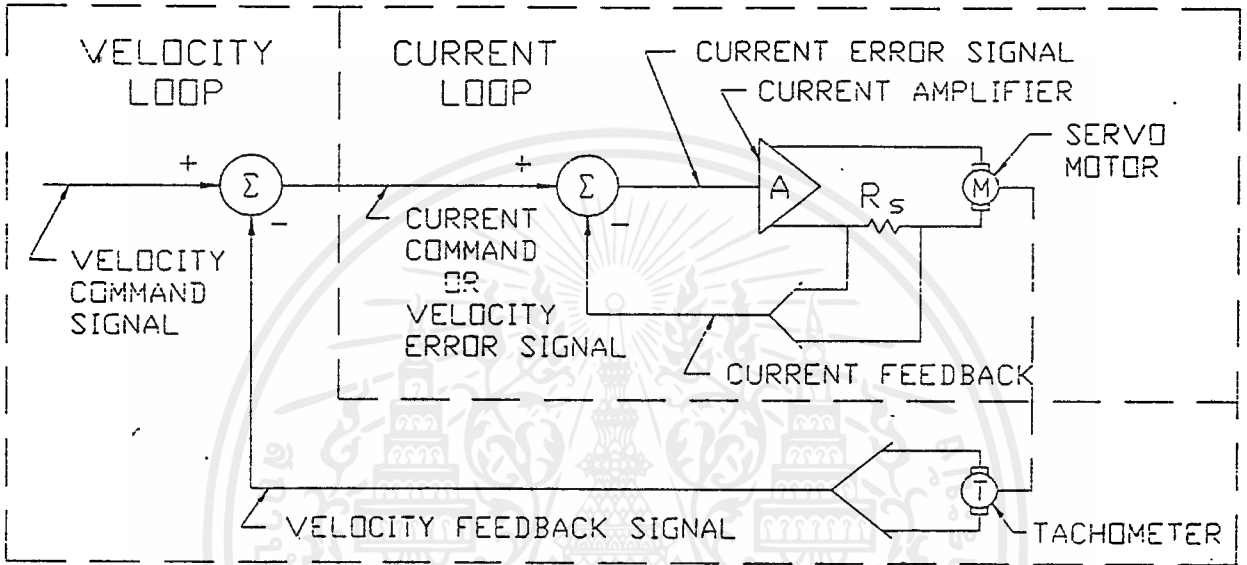 VELOCITY
LOOP
CURRENT
LOOP
CURRENT ERROR SIGNAL
CURRENT AMPLIFIER
SERVO
MOTOR
+
Σ
-
+
Σ
-
A
Rs
M
VELOCITY
COMMAND
SIGNAL
CURRENT
COMMAND
OR
VELOCITY
ERROR SIGNAL
CURRENT FEEDBACK
VELOCITY FEEDBACK SIGNAL
T
TACHOMETER